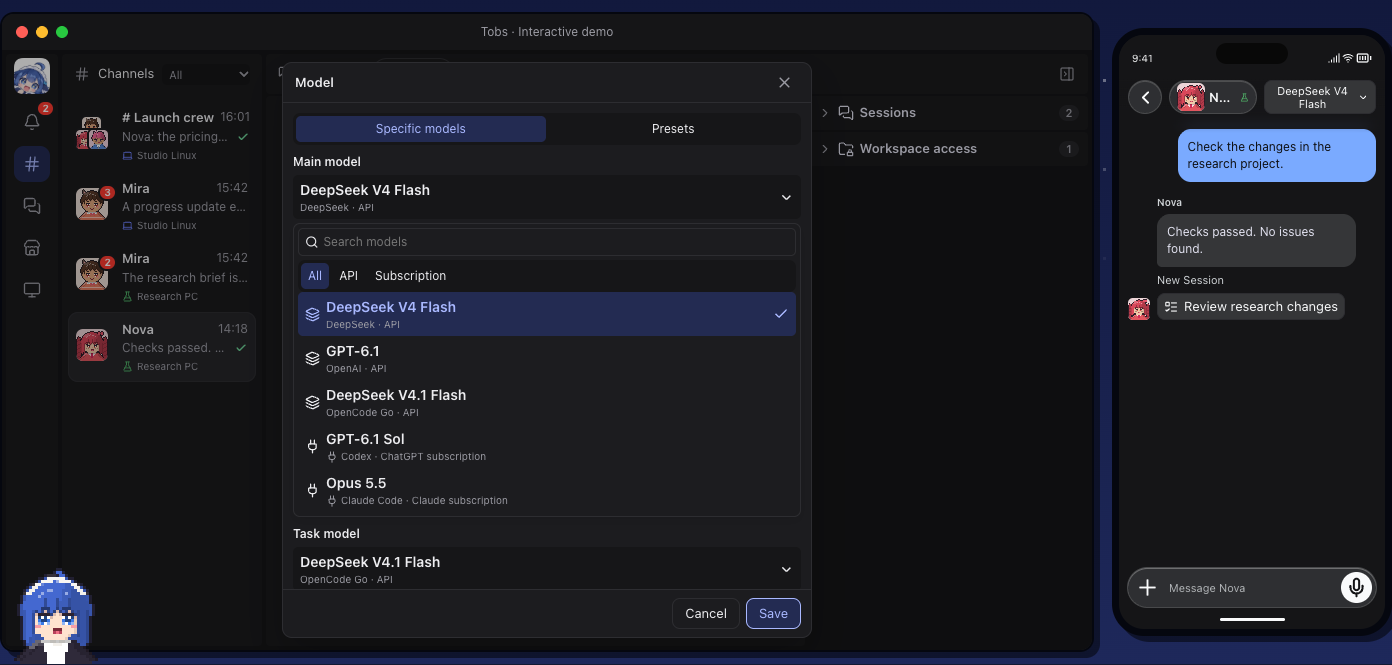 Tobs · Interactive demo
2
# Channels
All
# Launch crew 16:01
Nova: the pricing...
Studio Linux
3
Mira 15:42
A progress update e...
Studio Linux
2
Mira 15:42
The research brief is...
Research PC
Nova 14:18
Checks passed. ...
Research PC
Model
Specific models
Presets
Main model
DeepSeek V4 Flash
DeepSeek · API
Search models
All
API
Subscription
DeepSeek V4 Flash
DeepSeek · API
GPT-6.1
OpenAI · API
DeepSeek V4.1 Flash
OpenCode Go · API
GPT-6.1 Sol
Codex · ChatGPT subscription
Opus 5.5
Claude Code · Claude subscription
Task model
DeepSeek V4.1 Flash
OpenCode Go · API
Cancel
Save
Sessions 2
Workspace access 1
9:41
N...
DeepSeek V4
Flash
Check the changes in the
research project.
Nova
Checks passed. No issues
found.
New Session
Review research changes
Message Nova